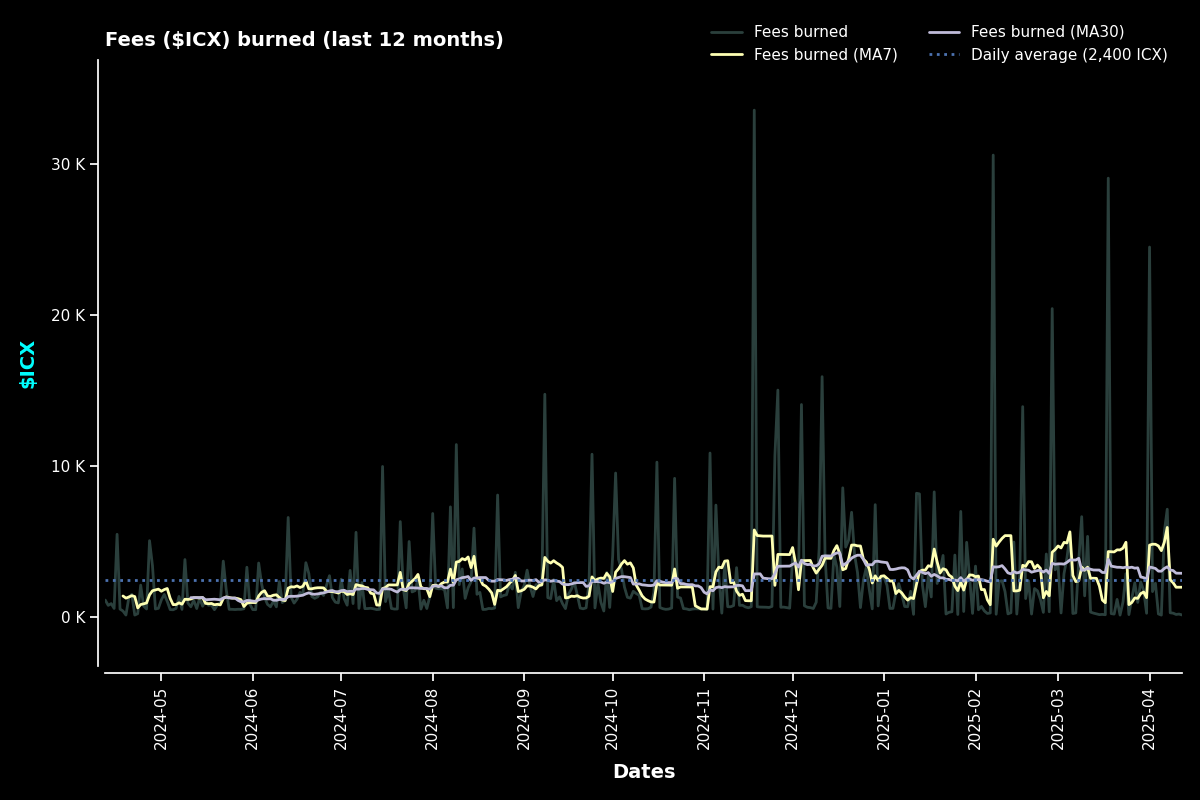 Fees ($ICX) burned (last 12 months)
Fees burned
Fees burned (MA7)
Fees burned (MA30)
Daily average (2,400 ICX)
$ICX
30 K
20 K
10 K
0 K
2024-05
2024-06
2024-07
2024-08
2024-09
2024-10
2024-11
2024-12
2025-01
2025-02
2025-03
2025-04
Dates